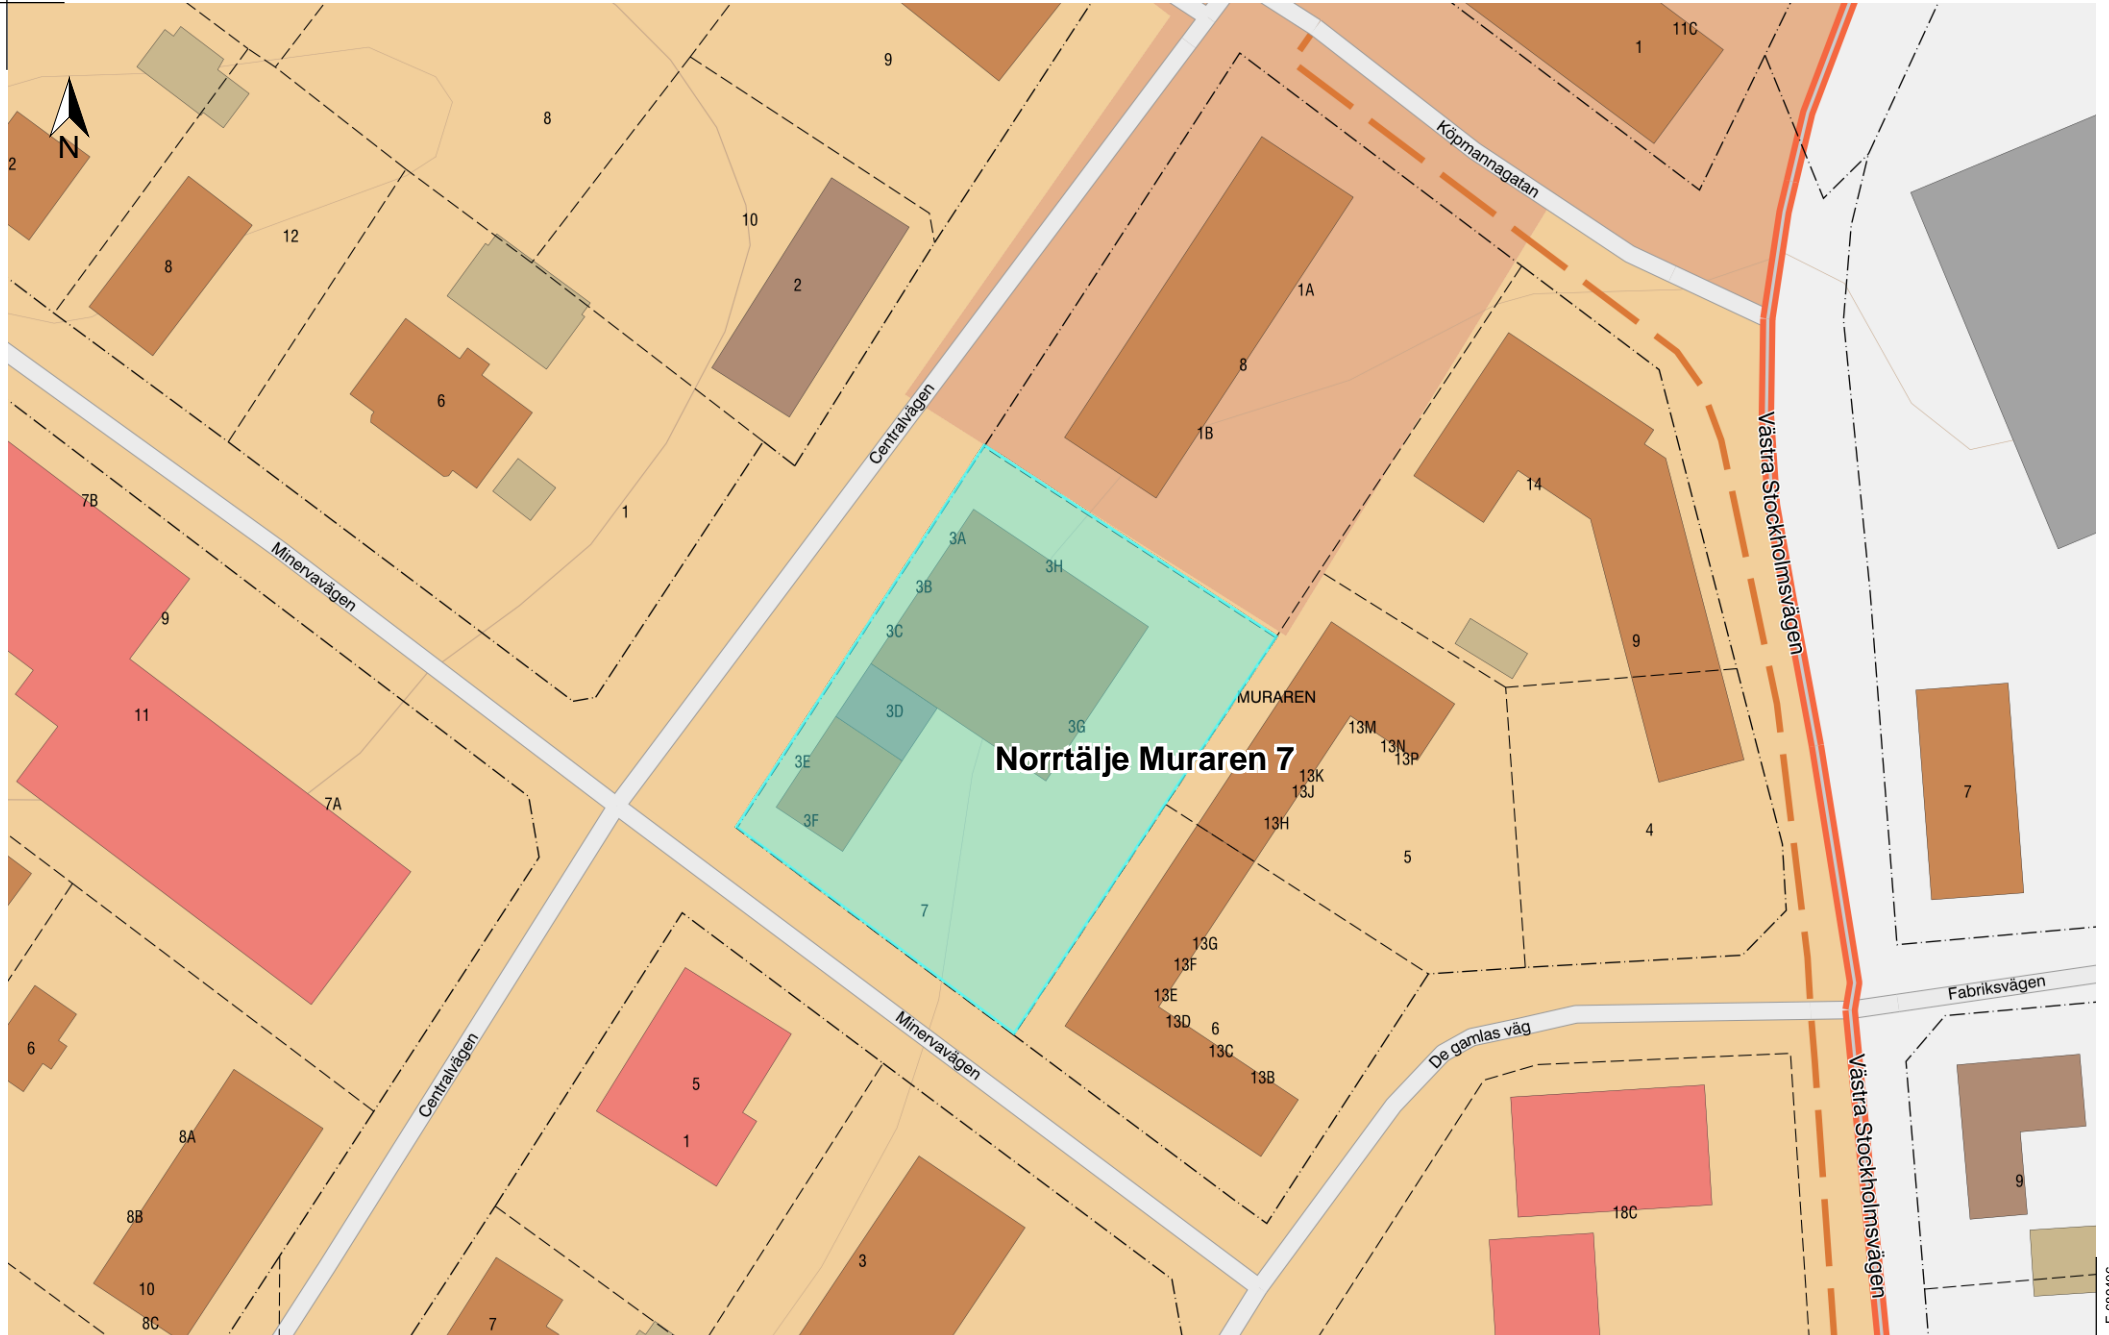 11C
1
9
8
N
2
Köpmannagatan
10
12
8
2
1A
8
6
Centralvägen
1B
7B
14
1
Västra Stockholmsvägen
3A
3H
Minervavägen
3B
9
3C
9
MURAREN
11
3D
3G
13M
13N
13P
Norrtälje Muraren 7
3E
13K
13J
7
7A
3F
13H
4
5
7
13G
13F
Fabriksvägen
13E
13D
6
De gamlas väg
Minervavägen
6
13C
Centralvägen
13B
5
Västra Stockholmsvägen
8A
1
9
18C
8B
3
10
8C
7